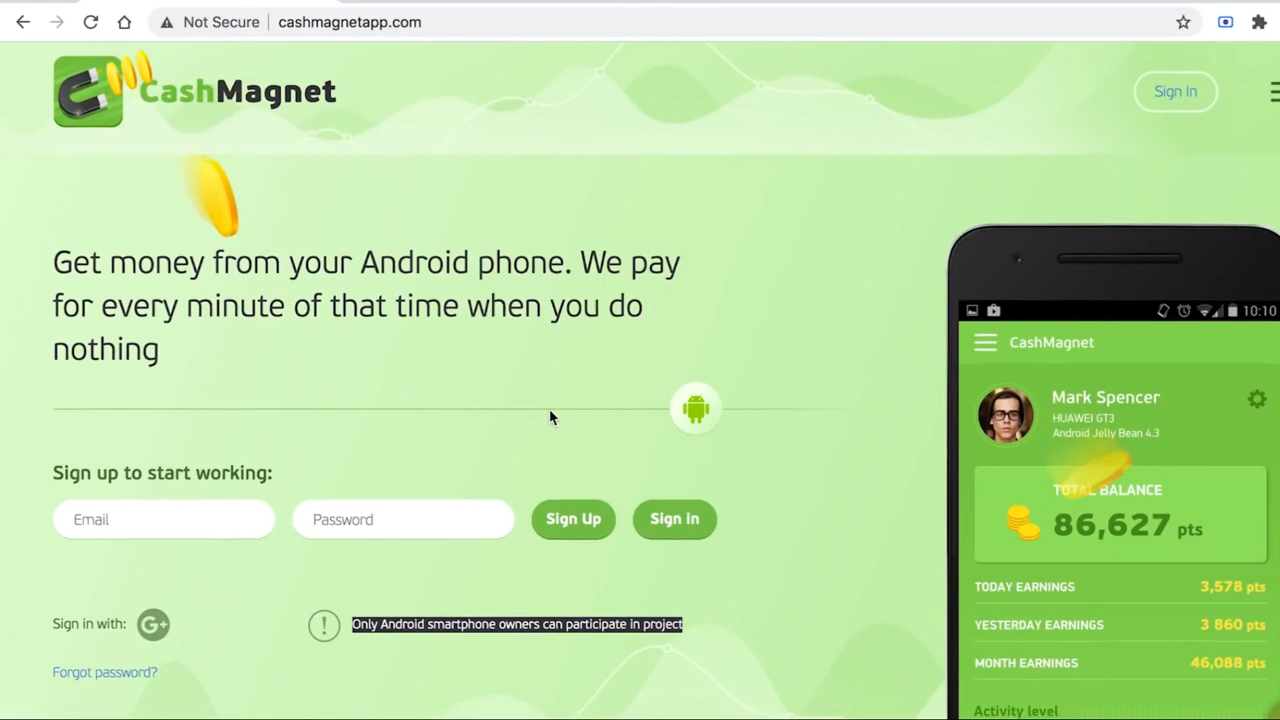 Not Secure
cashmagnetapp.com
CashMagnet
Sign In
Get money from your Android phone. We pay
for every minute of that time when you do
nothing
Sign up to start working:
Email
Password
Sign Up
Sign in
Sign in with:
G+
Only Android smartphone owners can participate in project
Forgot password?
10:10
CashMagnet
Mark Spencer
HUAWEI GT3
Android Jelly Bean 4.3
TOTAL BALANCE
86,627 pts
TODAY EARNINGS 3,578 pts
YESTERDAY EARNINGS 3 860 pts
MONTH EARNINGS 46,088 pts
Activity level